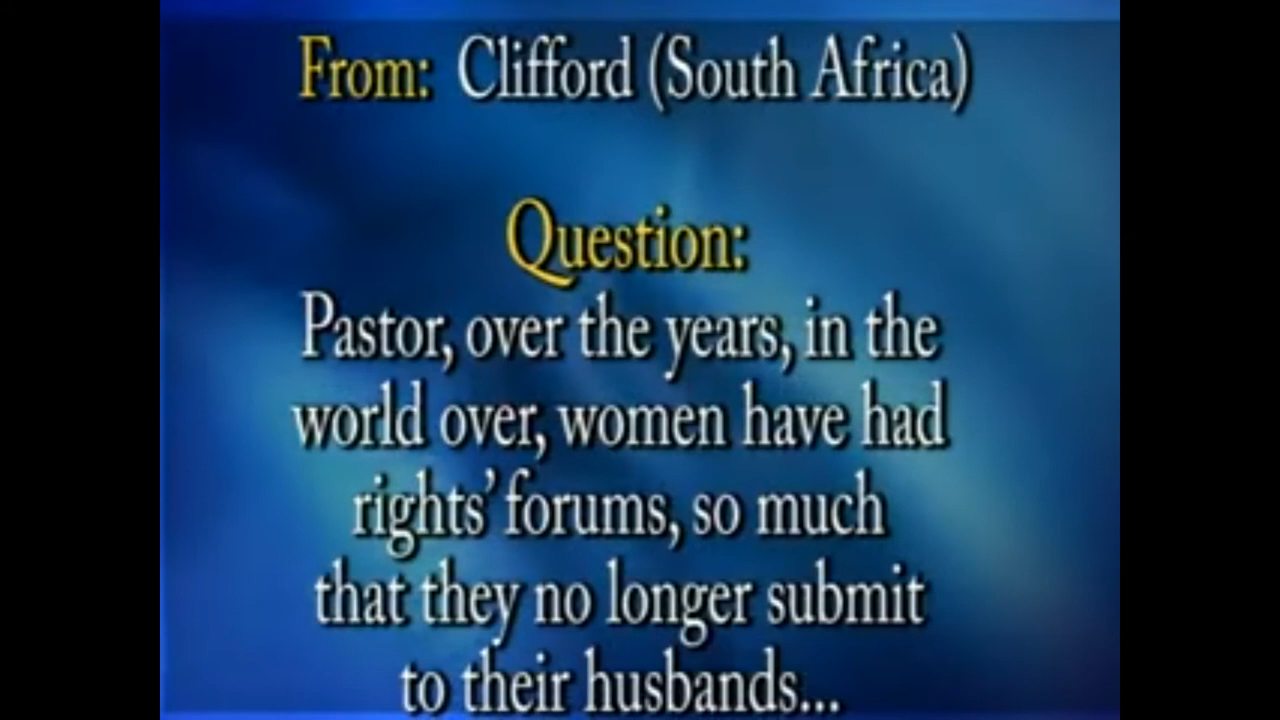 From: Clifford (South Africa)
Question:
Pastor, over the years, in the
world over, women have had
rights' forums, so much
that they no longer submit
to their husbands...